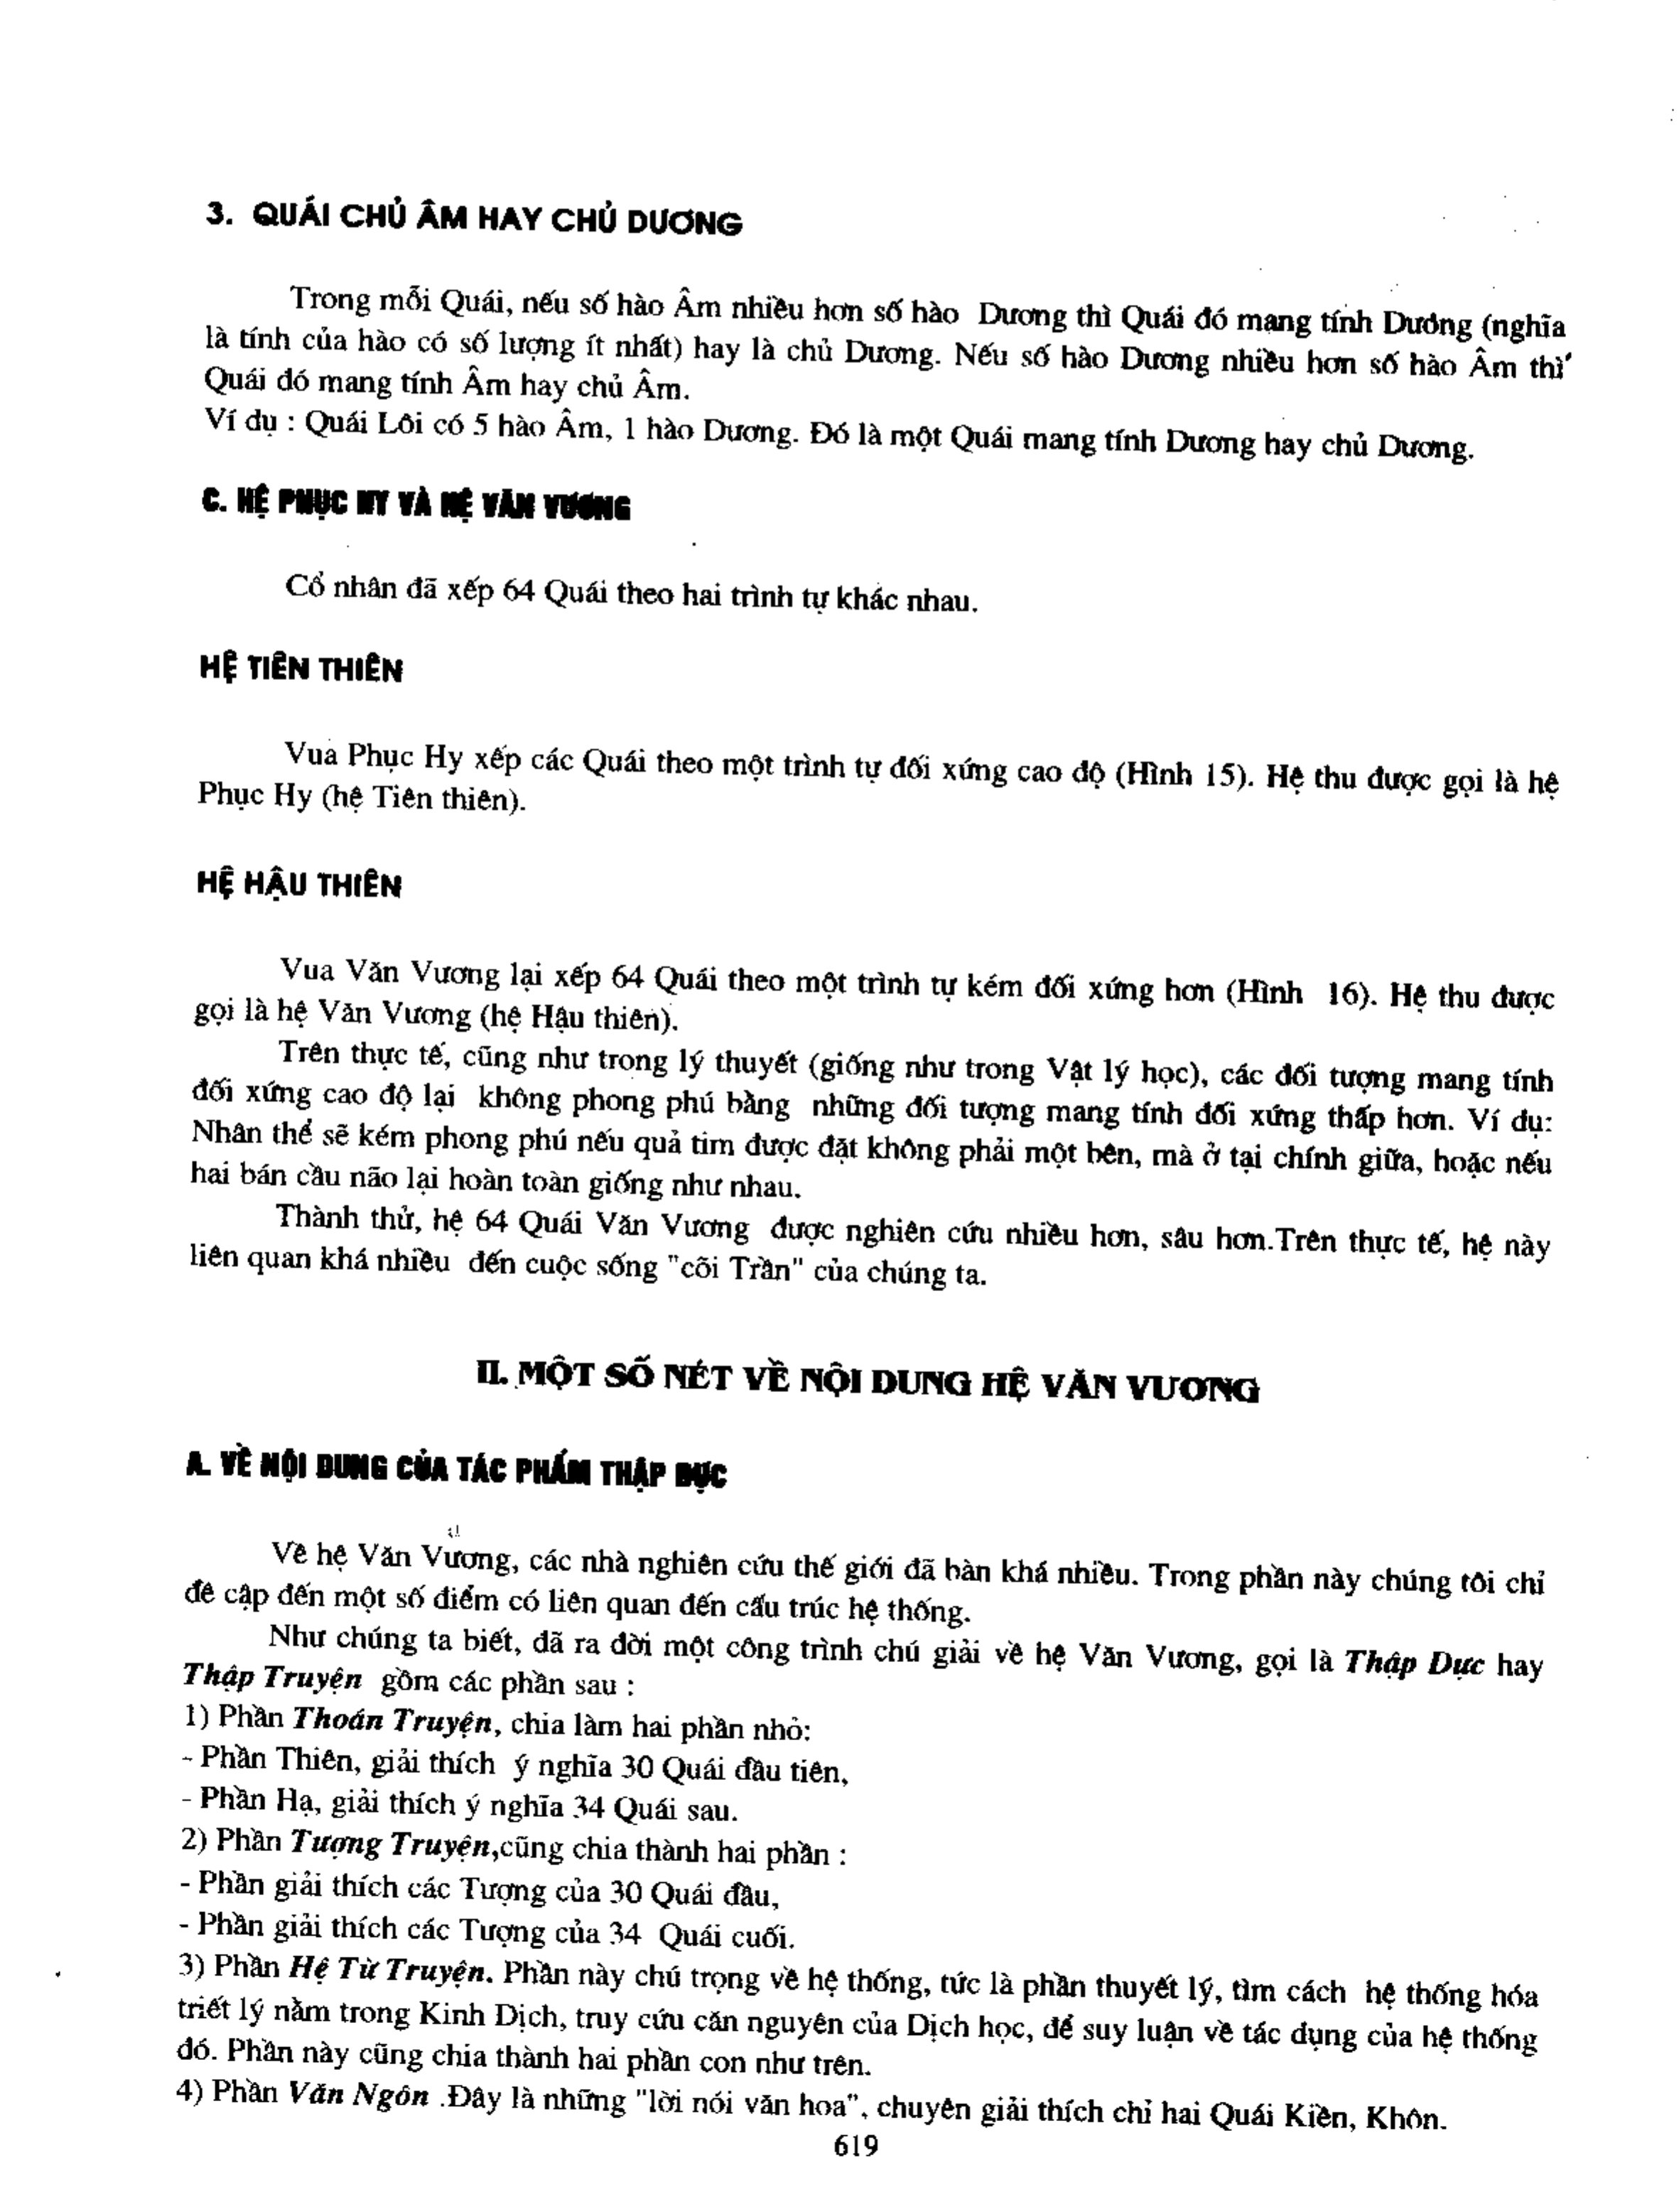 3. QUÁI CHỦ ÂM HAY CHỦ DƯƠNG
Trong mỗi Quái, nếu số hào Âm nhiều hơn số hào Dương thì Quái đó mang tính Dương (nghĩa
là tính của hào có số lượng ít nhất) hay là chủ Dương. Nếu số hào Dương nhiều hơn số hào Âm thì
Quái đó mang tính Âm hay chủ Âm.
Ví dụ : Quái Lôi có 5 hào Âm, 1 hào Dương. Đó là một Quái mang tính Dương hay chủ Dương.
C. HỆ PHỤC HY VÀ HỆ VĂN VƯƠNG
Cổ nhân đã xếp 64 Quái theo hai trình tự khác nhau.
HỆ TIÊN THIÊN
Vua Phục Hy xếp các Quái theo một trình tự đối xứng cao độ (Hình 15). Hệ thu được gọi là hệ
Phục Hy (hệ Tiên thiên).
HỆ HẬU THIÊN
Vua Văn Vương lại xếp 64 Quái theo một trình tự kém đối xứng hơn (Hình 16). Hệ thu được
gọi là hệ Văn Vương (hệ Hậu thiên).
Trên thực tế, cũng như trong lý thuyết (giống như trong Vật lý học), các đối tượng mang tính
đối xứng cao độ lại không phong phú bằng những đối tượng mang tính đối xứng thấp hơn. Ví dụ:
Nhân thể sẽ kém phong phú nếu quả tim được đặt không phải một bên, mà ở tại chính giữa, hoặc nếu
hai bán cầu não lại hoàn toàn giống như nhau.
Thành thử, hệ 64 Quái Văn Vương được nghiên cứu nhiều hơn, sâu hơn.Trên thực tế, hệ này
liên quan khá nhiều đến cuộc sống "cõi Trần" của chúng ta.
II. MỘT SỐ NÉT VỀ NỘI DUNG HỆ VĂN VƯƠNG
A. VỀ NỘI DUNG CỦA TÁC PHẨM THẬP DỰC
Về hệ Văn Vương, các nhà nghiên cứu thế giới đã bàn khá nhiều. Trong phần này chúng tôi chỉ
đề cập đến một số điểm có liên quan đến cấu trúc hệ thống.
Như chúng ta biết, đã ra đời một công trình chú giải về hệ Văn Vương, gọi là Thập Dực hay
Thập Truyện gồm các phần sau :
1) Phần Thoán Truyện, chia làm hai phần nhỏ:
- Phần Thiên, giải thích ý nghĩa 30 Quái đầu tiên,
- Phần Hạ, giải thích ý nghĩa 34 Quái sau.
2) Phần Tượng Truyện,cũng chia thành hai phần :
- Phần giải thích các Tượng của 30 Quái đầu,
- Phần giải thích các Tượng của 34 Quái cuối.
3) Phần Hệ Từ Truyện. Phần này chú trọng về hệ thống, tức là phần thuyết lý, tìm cách hệ thống hóa
triết lý nằm trong Kinh Dịch, truy cứu căn nguyên của Dịch học, để suy luận về tác dụng của hệ thống
đó. Phần này cũng chia thành hai phần con như trên.
4) Phần Văn Ngôn .Đây là những "lời nói văn hoa", chuyên giải thích chỉ hai Quái Kiền, Khôn.
619